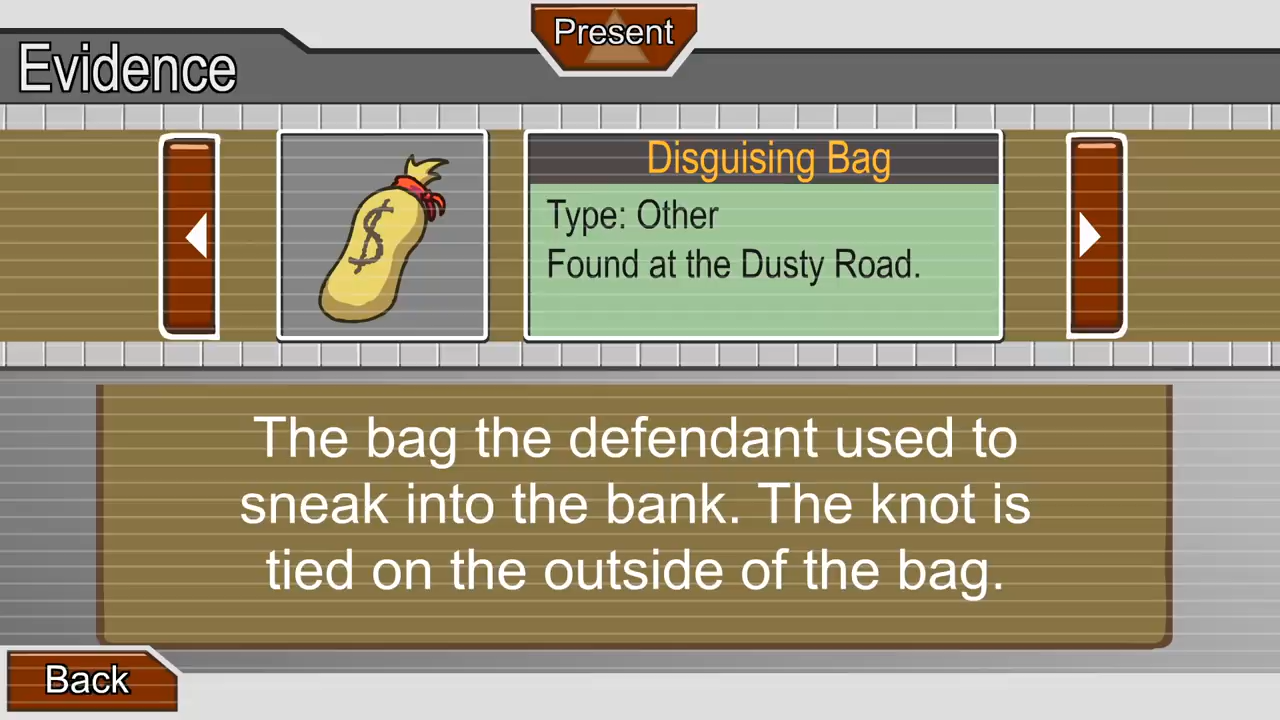 Present
Evidence
Disguising Bag
Type: Other
Found at the Dusty Road.
$
The bag the defendant used to
sneak into the bank. The knot is
tied on the outside of the bag.
Back